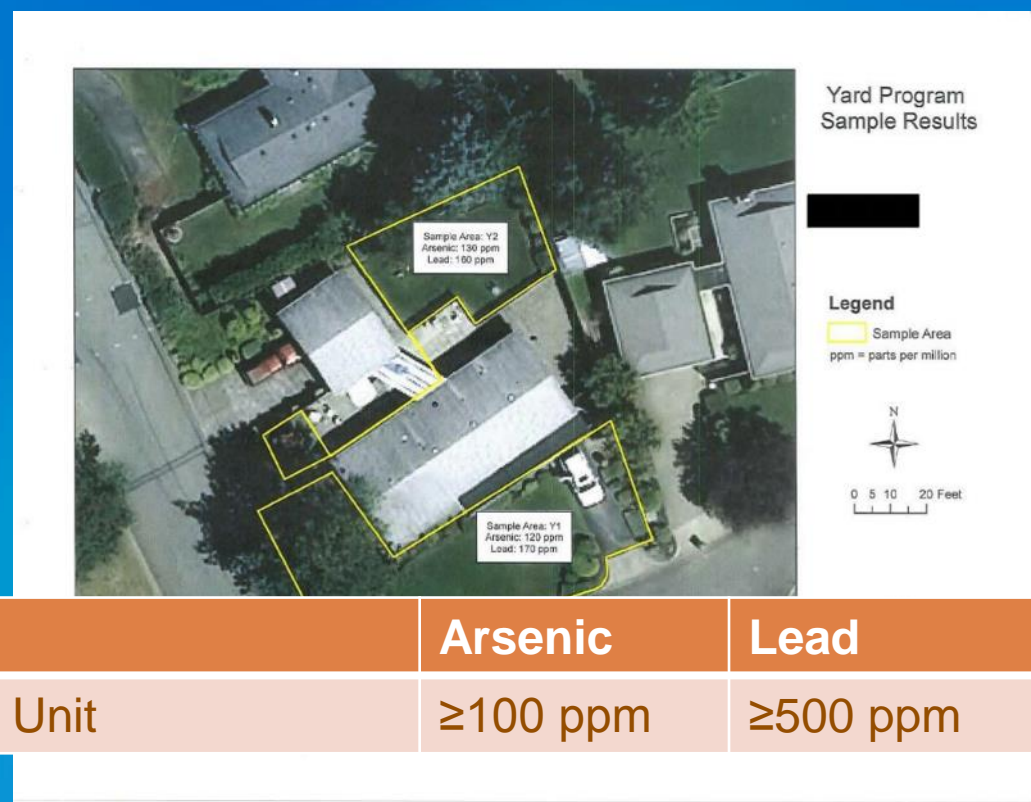 Yard Program
Sample Results
Sample Area: Y2
Arsenic: 130 ppm
Lead: 160 ppm
Legend
Sample Area
ppm = parts per million
N
0 5 10 20 Feet
Sample Area: Y1
Arsenic: 120 ppm
Lead: 170 ppm
Arsenic Lead
Unit ≥100 ppm ≥500 ppm